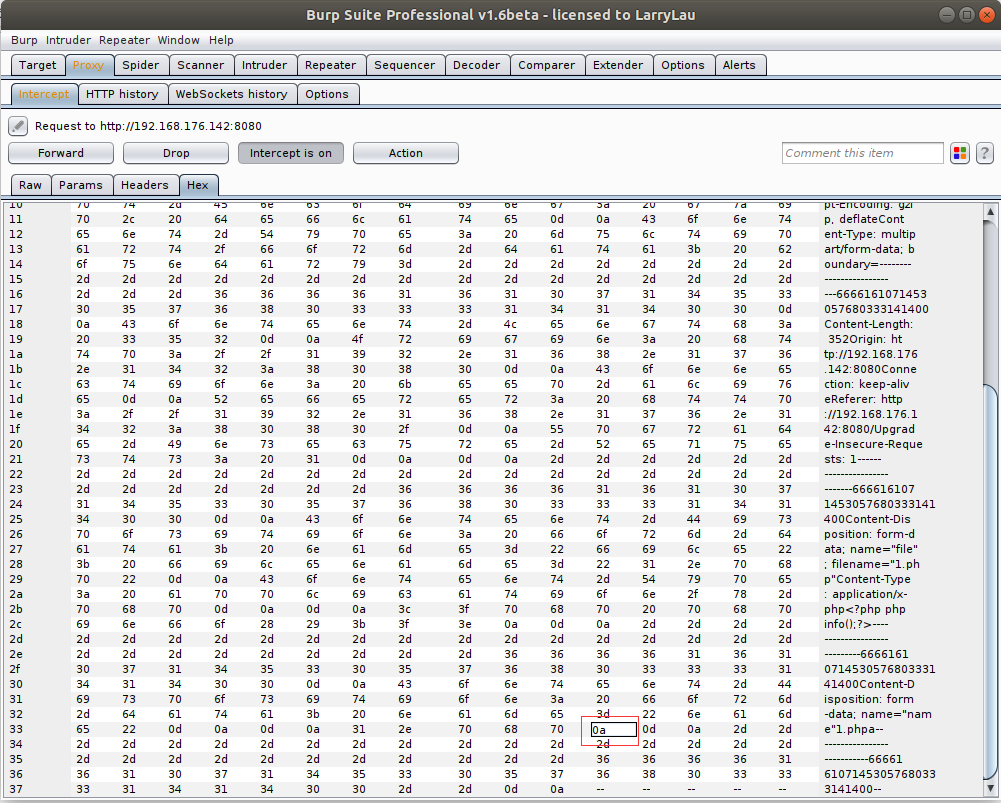 Burp Suite Professional v1.6beta - licensed to LarryLau
Burp Intruder Repeater Window Help
Target Proxy Spider Scanner Intruder Repeater Sequencer Decoder Comparer Extender Options Alerts
Intercept HTTP history WebSockets history Options
Request to http://192.168.176.142:8080
Forward Drop Intercept is on Action Comment this item ?
Raw Params Headers Hex
10 70 74 2d 45 6e 63 6f 64 69 6e 67 3a 20 67 7a 69 pt-Encoding: gzi
11 70 2c 20 64 65 66 6c 61 74 65 0d 0a 43 6f 6e 74 p, deflateCont
12 65 6e 74 2d 54 79 70 65 3a 20 6d 75 6c 74 69 70 ent-Type: multip
13 61 72 74 2f 66 6f 72 6d 2d 64 61 74 61 3b 20 62 art/form-data; b
14 6f 75 6e 64 61 72 79 3d 2d 2d 2d 2d 2d 2d 2d 2d oundary=--------
15 2d 2d 2d 2d 2d 2d 2d 2d 2d 2d 2d 2d 2d 2d 2d 2d ----------------
16 2d 2d 2d 36 36 36 36 31 36 31 30 37 31 34 35 33 ---6666161071453
17 30 35 37 36 38 30 33 33 33 31 34 31 34 30 30 0d 057680333141400
18 0a 43 6f 6e 74 65 6e 74 2d 4c 65 6e 67 74 68 3a Content-Length:
19 20 33 35 32 0d 0a 4f 72 69 67 69 6e 3a 20 68 74 352Origin: ht
1a 74 70 3a 2f 2f 31 39 32 2e 31 36 38 2e 31 37 36 tp://192.168.176
1b 2e 31 34 32 3a 38 30 38 30 0d 0a 43 6f 6e 6e 65 .142:8080Conne
1c 63 74 69 6f 6e 3a 20 6b 65 65 70 2d 61 6c 69 76 ction: keep-aliv
1d 65 0d 0a 52 65 66 65 72 65 72 3a 20 68 74 74 70 eReferer: http
1e 3a 2f 2f 31 39 32 2e 31 36 38 2e 31 37 36 2e 31 ://192.168.176.1
1f 34 32 3a 38 30 38 30 2f 0d 0a 55 70 67 72 61 64 42:8080/Upgrad
20 65 2d 49 6e 73 65 63 75 72 65 2d 52 65 71 75 65 e-Insecure-Reque
21 73 74 73 3a 20 31 0d 0a 0d 0a 2d 2d 2d 2d 2d 2d sts: 1------
22 2d 2d 2d 2d 2d 2d 2d 2d 2d 2d 2d 2d 2d 2d 2d 2d ----------------
23 2d 2d 2d 2d 2d 2d 2d 36 36 36 36 31 36 31 30 37 -------666616107
24 31 34 35 33 30 35 37 36 38 30 33 33 33 31 34 31 1453057680333141
25 34 30 30 0d 0a 43 6f 6e 74 65 6e 74 2d 44 69 73 400Content-Dis
26 70 6f 73 69 74 69 6f 6e 3a 20 66 6f 72 6d 2d 64 position: form-d
27 61 74 61 3b 20 6e 61 6d 65 3d 22 66 69 6c 65 22 ata; name="file"
28 3b 20 66 69 6c 65 6e 61 6d 65 3d 22 31 2e 70 68 ; filename="1.ph
29 70 22 0d 0a 43 6f 6e 74 65 6e 74 2d 54 79 70 65 p"Content-Type
2a 3a 20 61 70 70 6c 69 63 61 74 69 6f 6e 2f 78 2d : application/x-
2b 70 68 70 0d 0a 0d 0a 3c 3f 70 68 70 20 70 68 70 php<?php php
2c 69 6e 66 6f 28 29 3b 3f 3e 0a 0d 0a 2d 2d 2d 2d info();?>----
2d 2d 2d 2d 2d 2d 2d 2d 2d 2d 2d 2d 2d 2d 2d 2d 2d ----------------
2e 2d 2d 2d 2d 2d 2d 2d 2d 2d 36 36 36 36 31 36 31 ---------6666161
2f 30 37 31 34 35 33 30 35 37 36 38 30 33 33 33 31 0714530576803331
30 34 31 34 30 30 0d 0a 43 6f 6e 74 65 6e 74 2d 44 41400Content-D
31 69 73 70 6f 73 69 74 69 6f 6e 3a 20 66 6f 72 6d isposition: form
32 2d 64 61 74 61 3b 20 6e 61 6d 65 3d 22 6e 61 6d -data; name="nam
33 65 22 0d 0a 0d 0a 31 2e 70 68 70 0a 0d 0a 2d 2d e"1.phpa--
34 2d 2d 2d 2d 2d 2d 2d 2d 2d 2d 2d 2d 2d 2d 2d 2d ----------------
35 2d 2d 2d 2d 2d 2d 2d 2d 2d 2d 2d 36 36 36 36 31 -----------66661
36 36 31 30 37 31 34 35 33 30 35 37 36 38 30 33 33 6107145305768033
37 33 31 34 31 34 30 30 2d 2d 0d 0a -- -- -- -- -- 3141400--